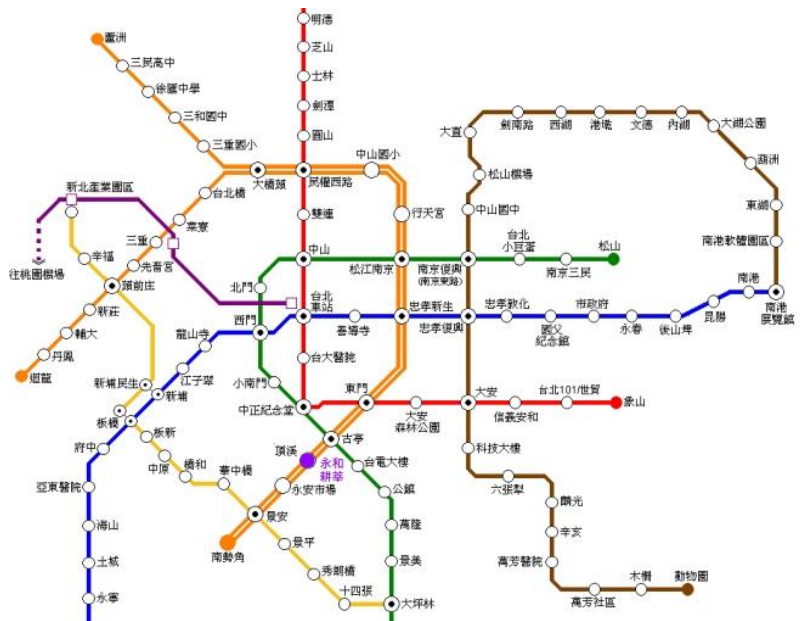 明德
芝山
士林
劍潭
圓山
蘆洲
三民高中
徐匯中學
三和國中
三重國小
大橋頭
民權西路
中山國小
行天宮
雙連
台北橋
菜寮
三重
先嗇宮
頭前庄
新莊
輔大
丹鳳
迴龍
新北產業園區
往桃園機場
幸福
新埔民生
板橋
板新
中原
橋和
華中橋
景安
景平
秀朗橋
十四張
大坪林
中山
北門
台北
車站
西門
龍山寺
江子翠
新埔
府中
亞東醫院
海山
土城
永寧
小南門
台大醫院
中正紀念堂
善導寺
松江南京
忠孝新生
東門
古亭
頂溪
永和
耕莘
永安市場
南勢角
台電大樓
公館
萬隆
景美
大直
劍南路
西湖
港墘
文德
內湖
大湖公園
葫洲
東湖
南港軟體園區
南港
南港
展覽館
松山機場
中山國中
南京復興
(南京東路)
台北
小巨蛋
南京三民
松山
忠孝復興
忠孝敦化
國父
紀念館
市政府
永春
後山埤
昆陽
大安
森林公園
大安
信義安和
台北101/世貿
象山
科技大樓
六張犁
麟光
辛亥
萬芳醫院
萬芳社區
木柵
動物園